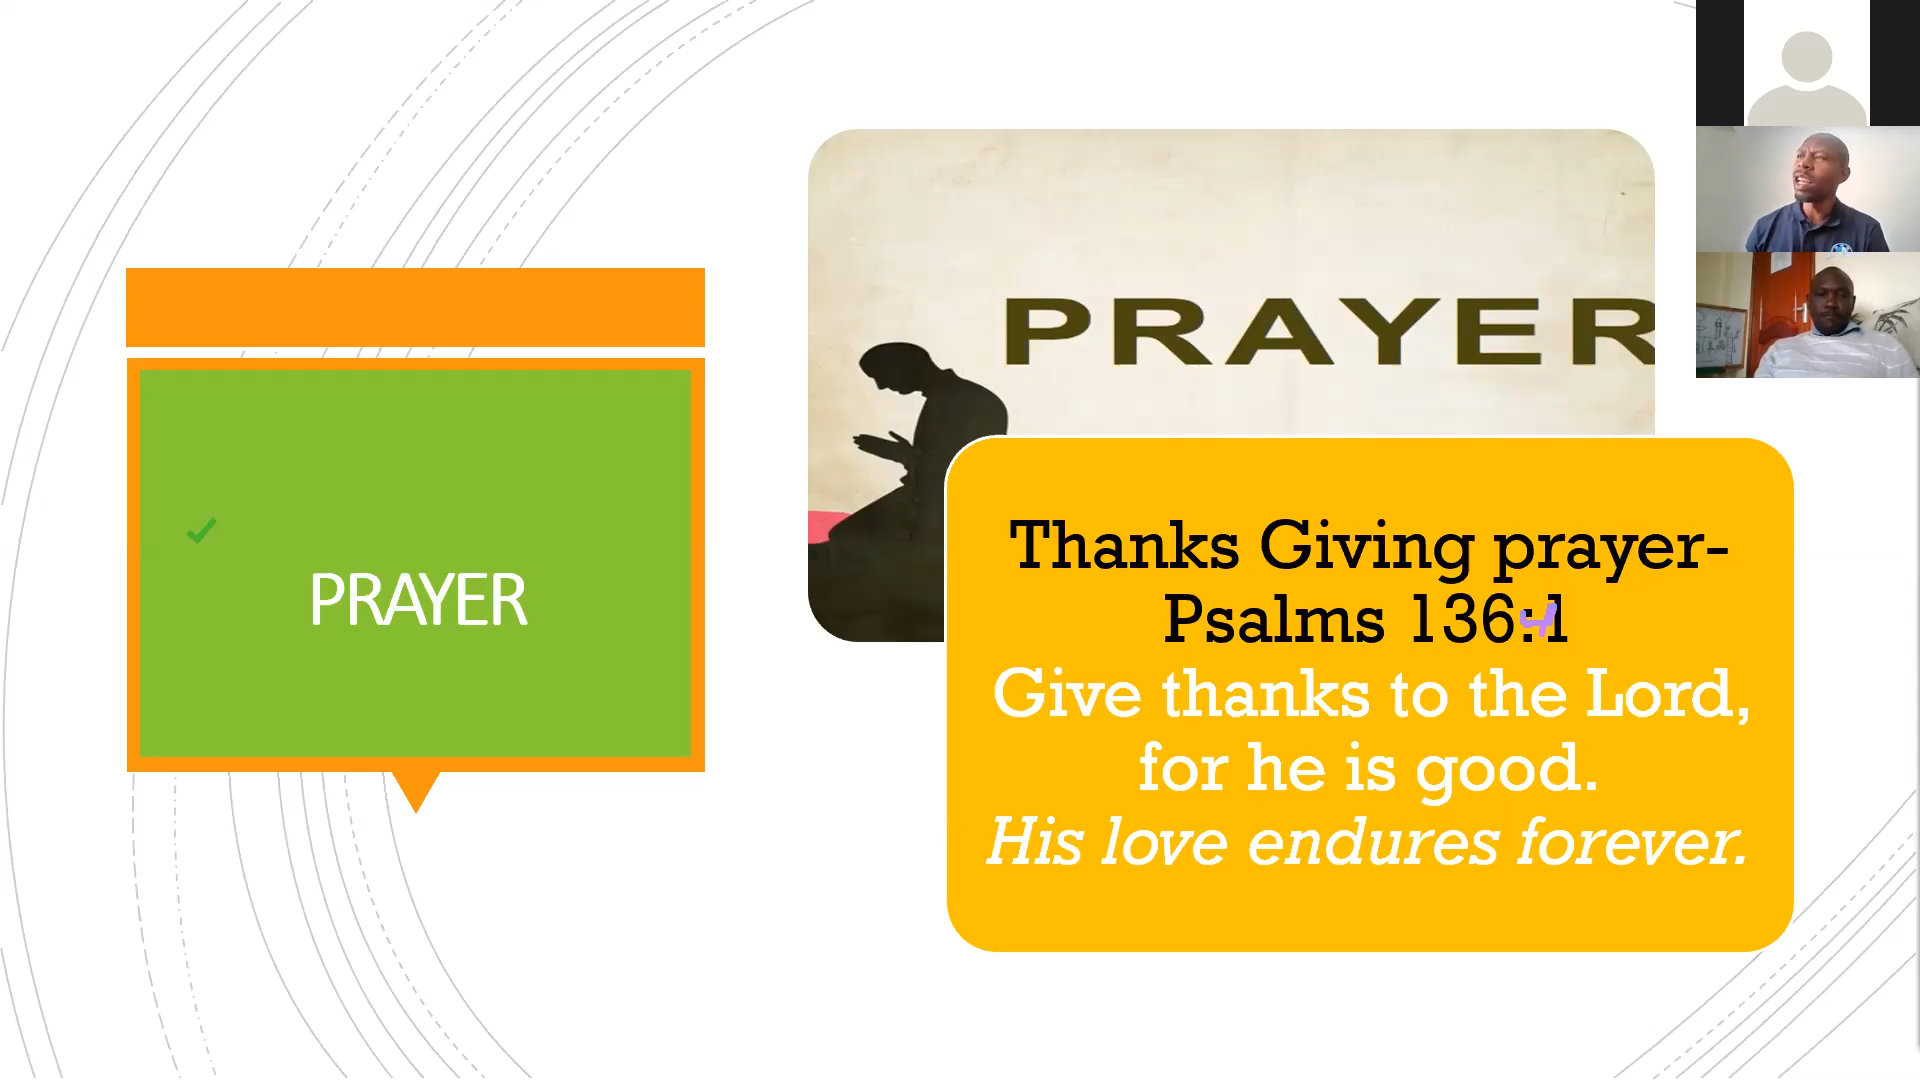 PRAYER
PRAYER
Thanks Giving prayer-
Psalms 136:1
Give thanks to the Lord,
for he is good.
His love endures forever.